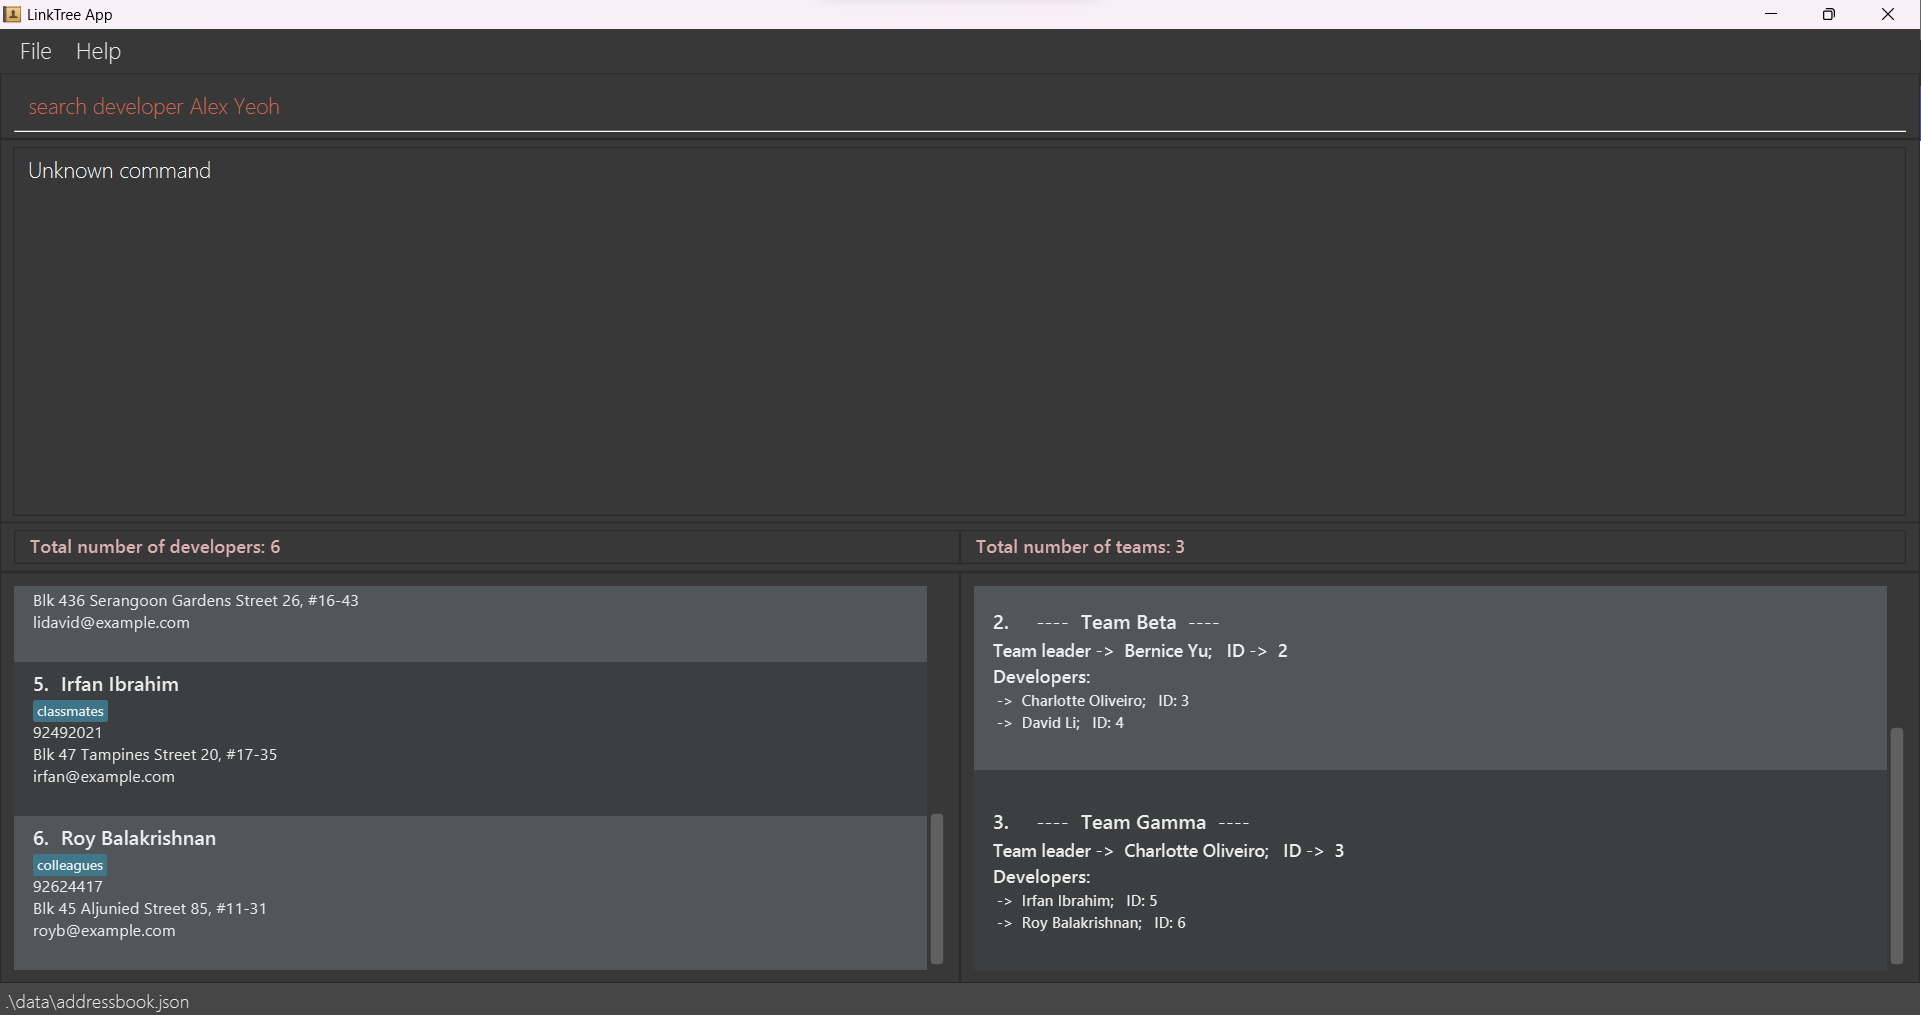 LinkTree App
File Help
search developer Alex Yeoh
Unknown command
Total number of developers: 6
Total number of teams: 3
Blk 436 Serangoon Gardens Street 26, #16-43
lidavid@example.com
5. Irfan Ibrahim
classmates
92492021
Blk 47 Tampines Street 20, #17-35
irfan@example.com
6. Roy Balakrishnan
colleagues
92624417
Blk 45 Aljunied Street 85, #11-31
royb@example.com
2. ---- Team Beta ----
Team leader -> Bernice Yu; ID -> 2
Developers:
-> Charlotte Oliveiro; ID: 3
-> David Li; ID: 4
3. ---- Team Gamma ----
Team leader -> Charlotte Oliveiro; ID -> 3
Developers:
-> Irfan Ibrahim; ID: 5
-> Roy Balakrishnan; ID: 6
.\data\addressbook.json